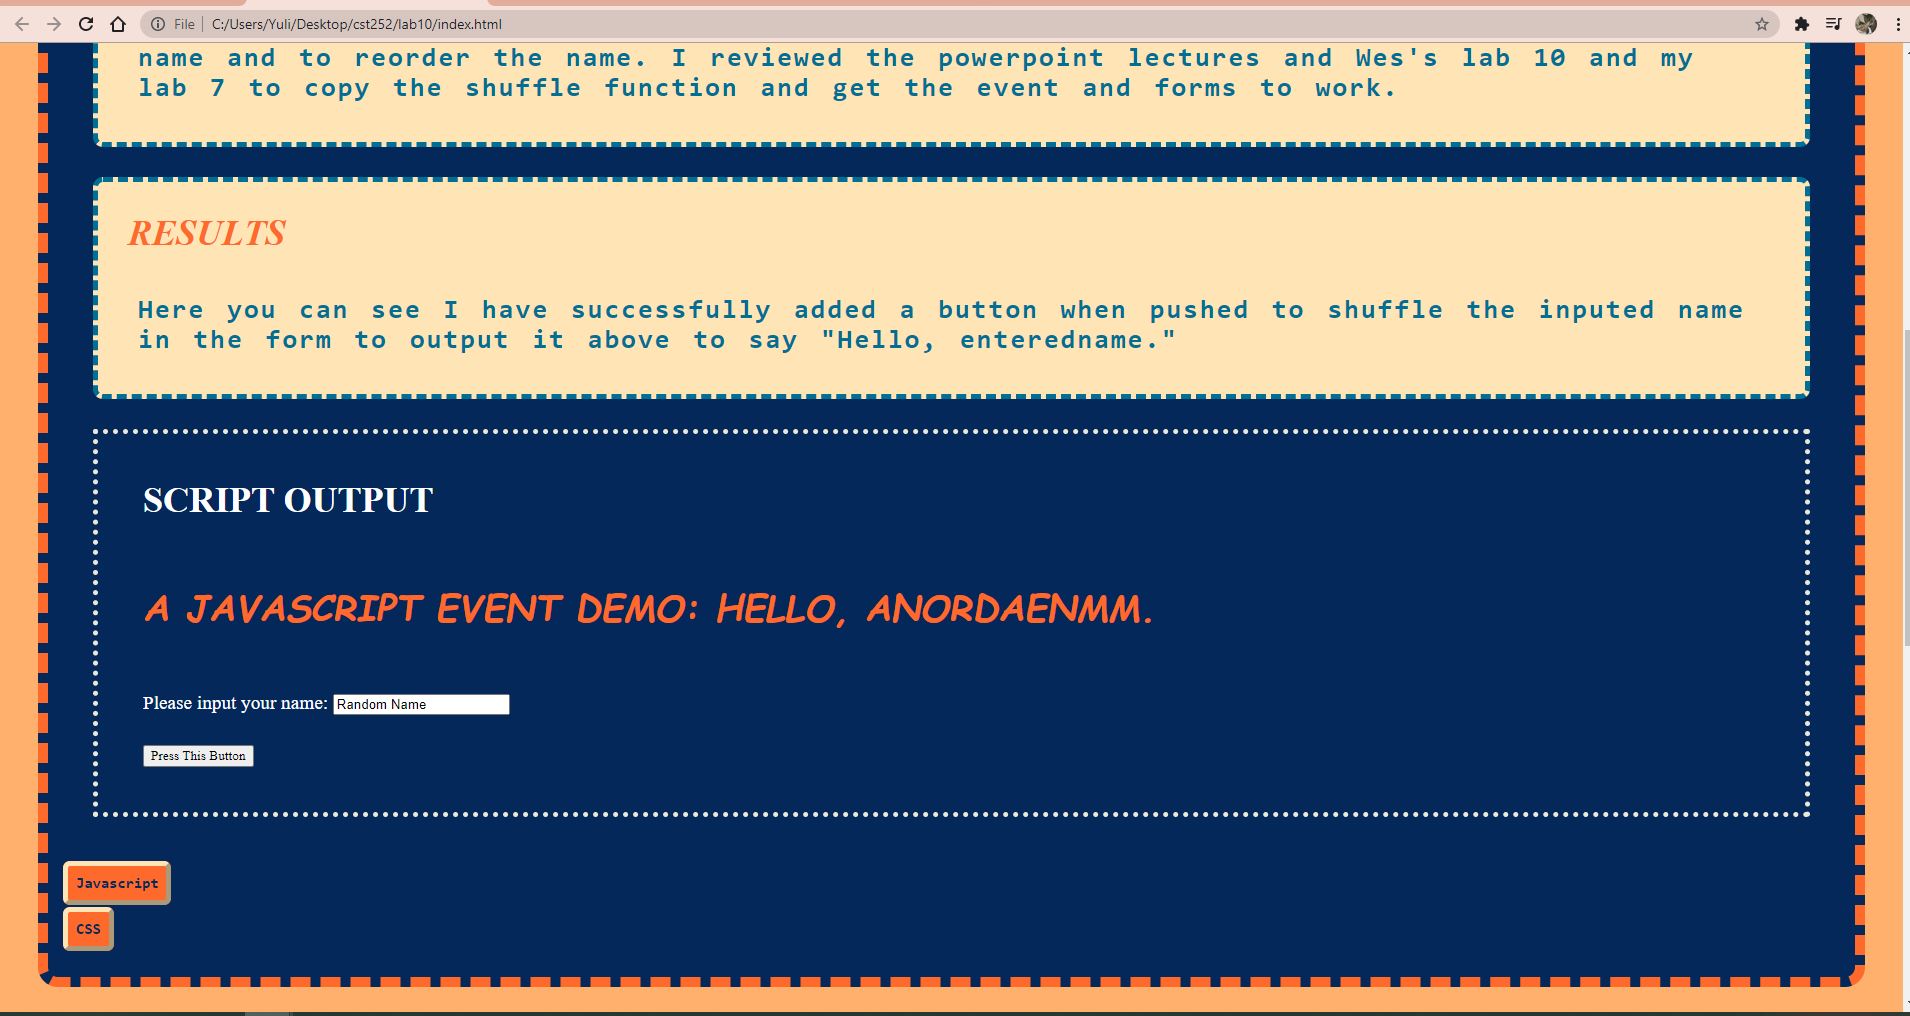 File C:/Users/Yuli/Desktop/cst252/lab10/index.html
name and to reorder the name. I reviewed the powerpoint lectures and Wes's lab 10 and my
lab 7 to copy the shuffle function and get the event and forms to work.
RESULTS
Here you can see I have successfully added a button when pushed to shuffle the inputed name
in the form to output it above to say "Hello, enteredname."
SCRIPT OUTPUT
A JAVASCRIPT EVENT DEMO: HELLO, ANORDAENMM.
Please input your name: Random Name
Press This Button
Javascript
CSS